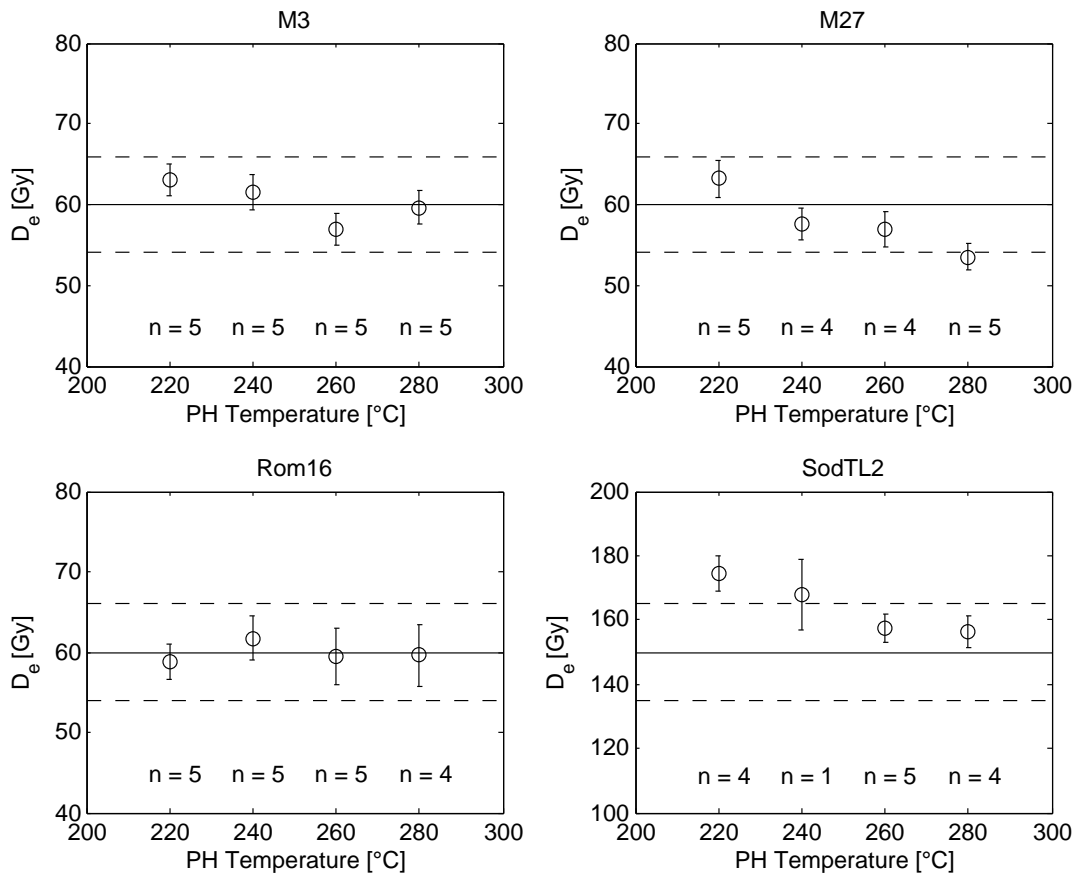 M3
80
70
60
50
40
D_e [Gy]
n = 5 n = 5 n = 5 n = 5
200 220 240 260 280 300
PH Temperature [°C]
M27
80
70
60
50
40
D_e [Gy]
n = 5 n = 4 n = 4 n = 5
200 220 240 260 280 300
PH Temperature [°C]
Rom16
80
70
60
50
40
D_e [Gy]
n = 5 n = 5 n = 5 n = 4
200 220 240 260 280 300
PH Temperature [°C]
SodTL2
200
180
160
140
120
100
D_e [Gy]
n = 4 n = 1 n = 5 n = 4
200 220 240 260 280 300
PH Temperature [°C]